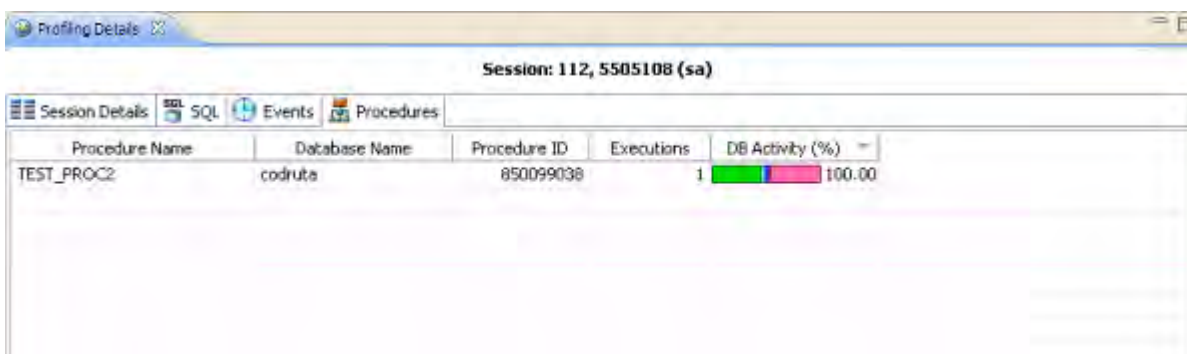 Profiling Details
Session: 112, 5505108 (sa)
Session Details SQL Events Procedures
Procedure Name Database Name Procedure ID Executions DB Activity (%)
TEST_PROC2 codruta 850099038 1 100.00